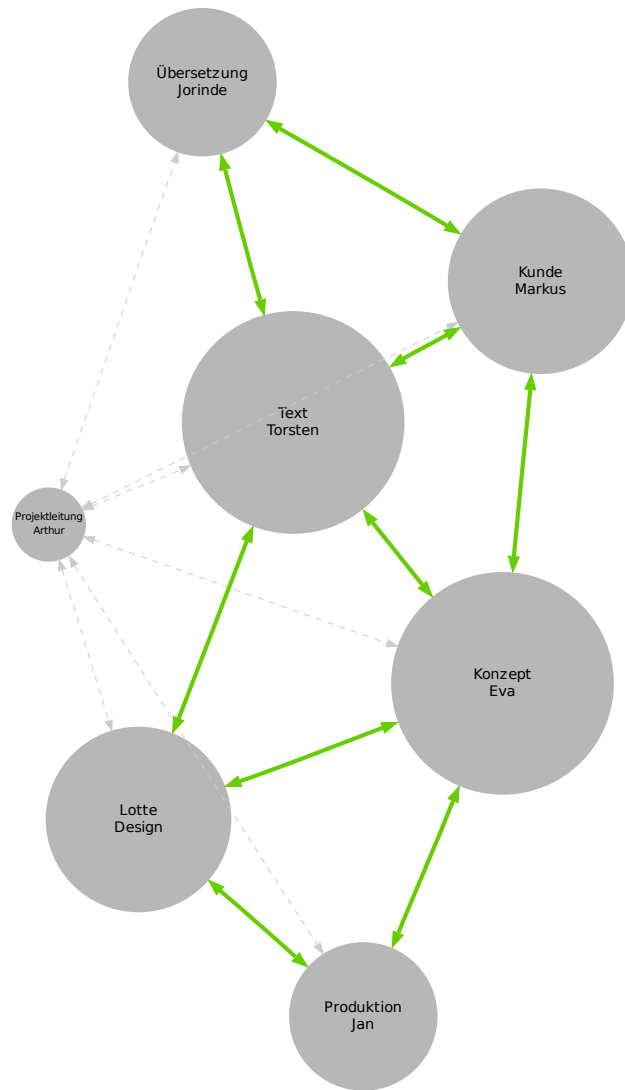 Übersetzung
Jorinde
Kunde
Markus
Text
Torsten
Projektleitung
Arthur
Konzept
Eva
Lotte
Design
Produktion
Jan